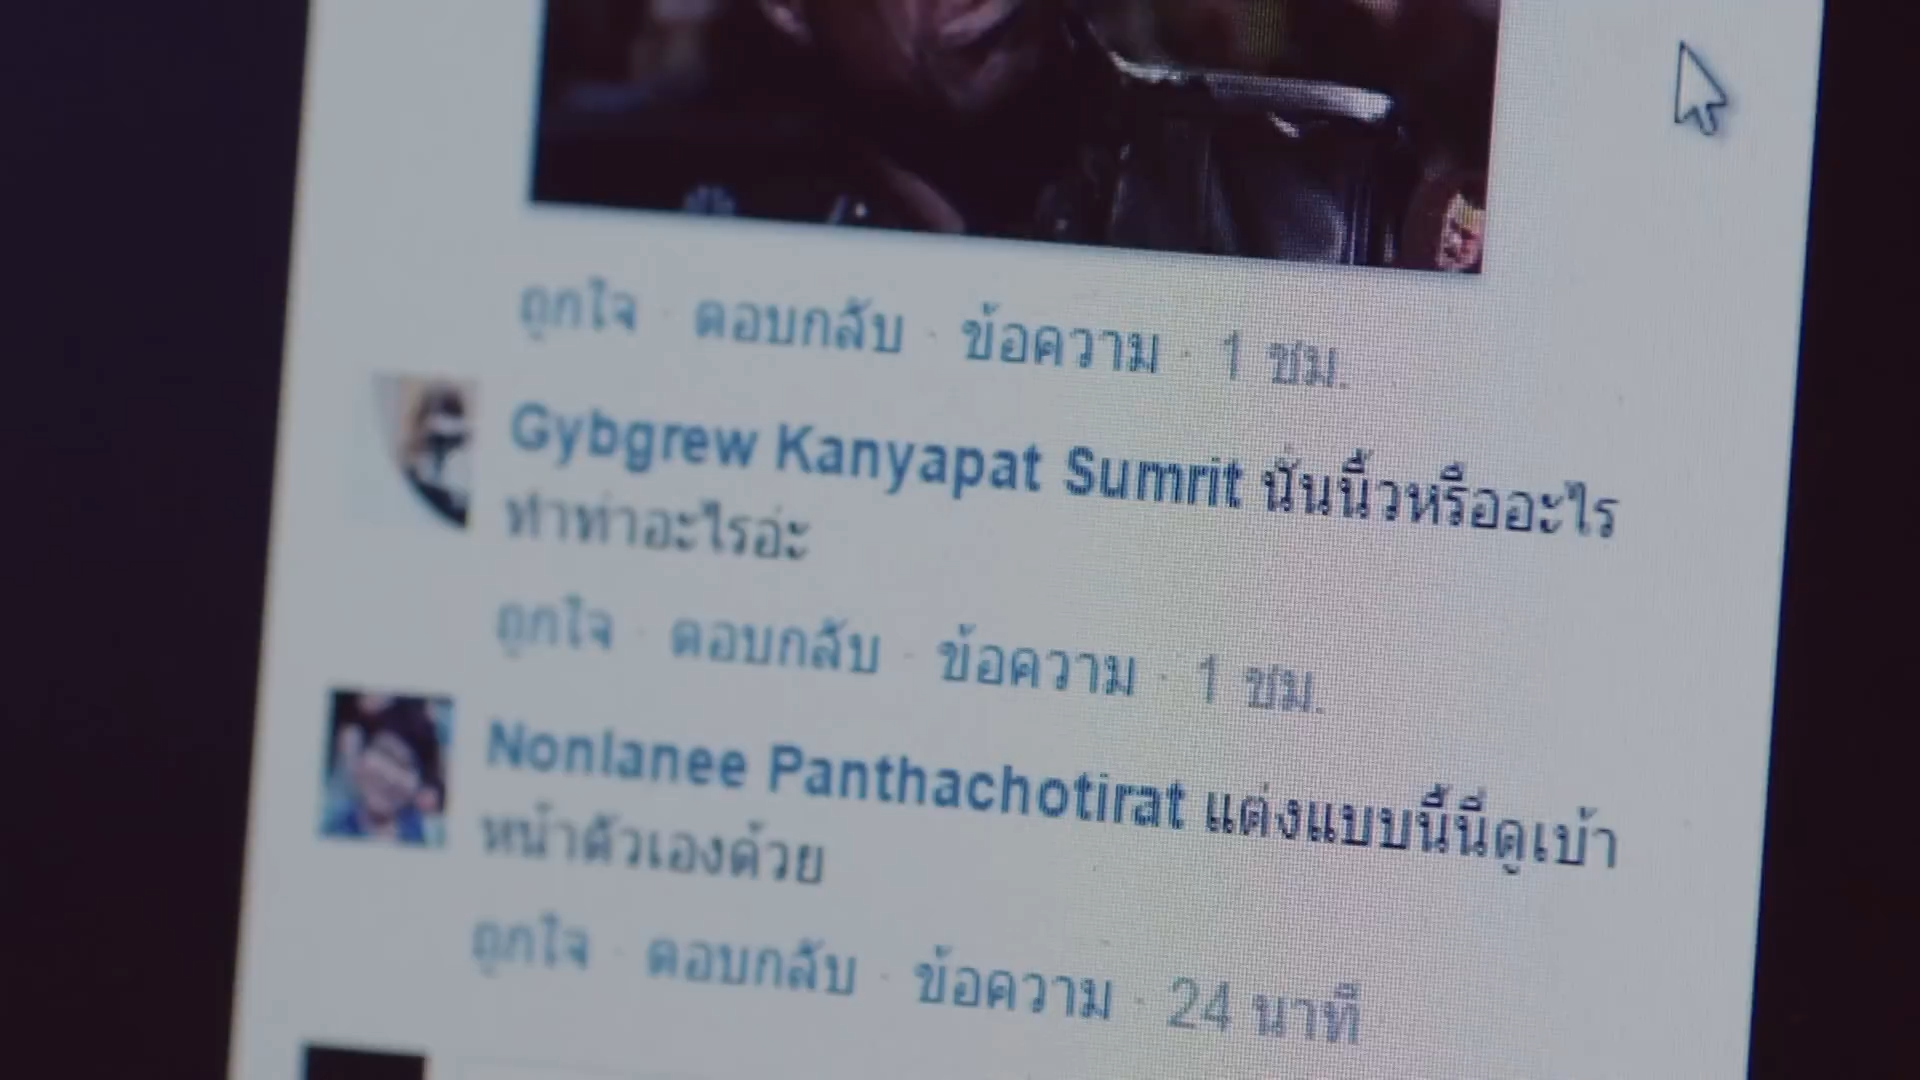 ถูกใจ · ตอบกลับ · ข้อความ · 1 ชม.
Gybgrew Kanyapat Sumrit นั่นนิ้วหรืออะไร
ทำท่าอะไรอ่ะ
ถูกใจ · ตอบกลับ · ข้อความ · 1 ชม.
Nonlanee Panthachotirat แต่งแบบนี้นี่ดูเบ้า
หน้าตัวเองด้วย
ถูกใจ · ตอบกลับ · ข้อความ · 24 นาที